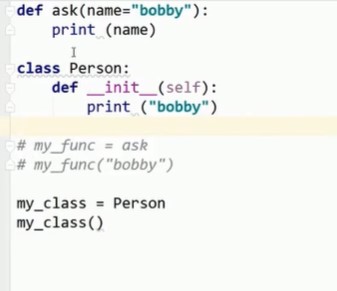 def ask(name="bobby"):
    print (name)
class Person:
    def __init__(self):
        print ("bobby")
# my_func = ask
# my_func("bobby")
my_class = Person
my_class()